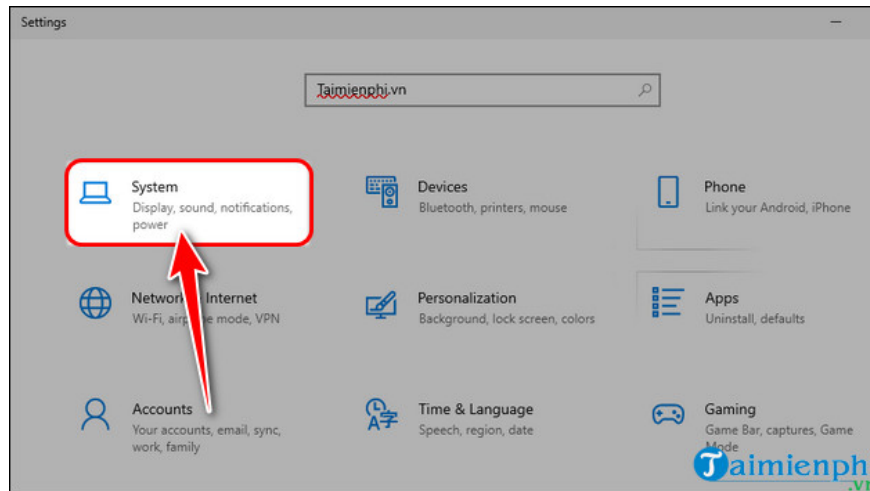 Settings
Taimienphi.vn
System
Display, sound, notifications,
power
Devices
Bluetooth, printers, mouse
Phone
Link your Android, iPhone
Network & Internet
Wi-Fi, airplane mode, VPN
Personalization
Background, lock screen, colors
Apps
Uninstall, defaults
Accounts
Your accounts, email, sync,
work, family
Time & Language
Speech, region, date
Gaming
Game Bar, captures, Game
Mode
Taimienph
.vn